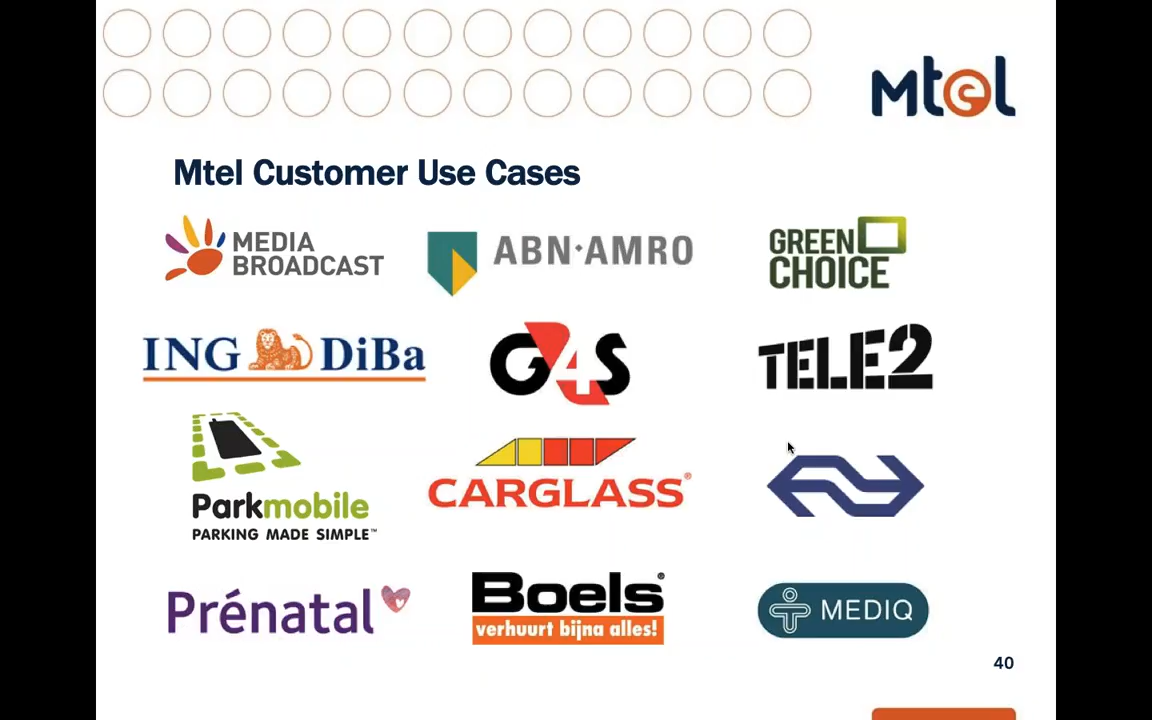 Mtel
Mtel Customer Use Cases
MEDIA
BROADCAST
ABN·AMRO
GREEN
CHOICE
ING DiBa
G4S
TELE2
Parkmobile
PARKING MADE SIMPLE™
CARGLASS®
Prénatal
Boels®
verhuurt bijna alles!
MEDIQ
40